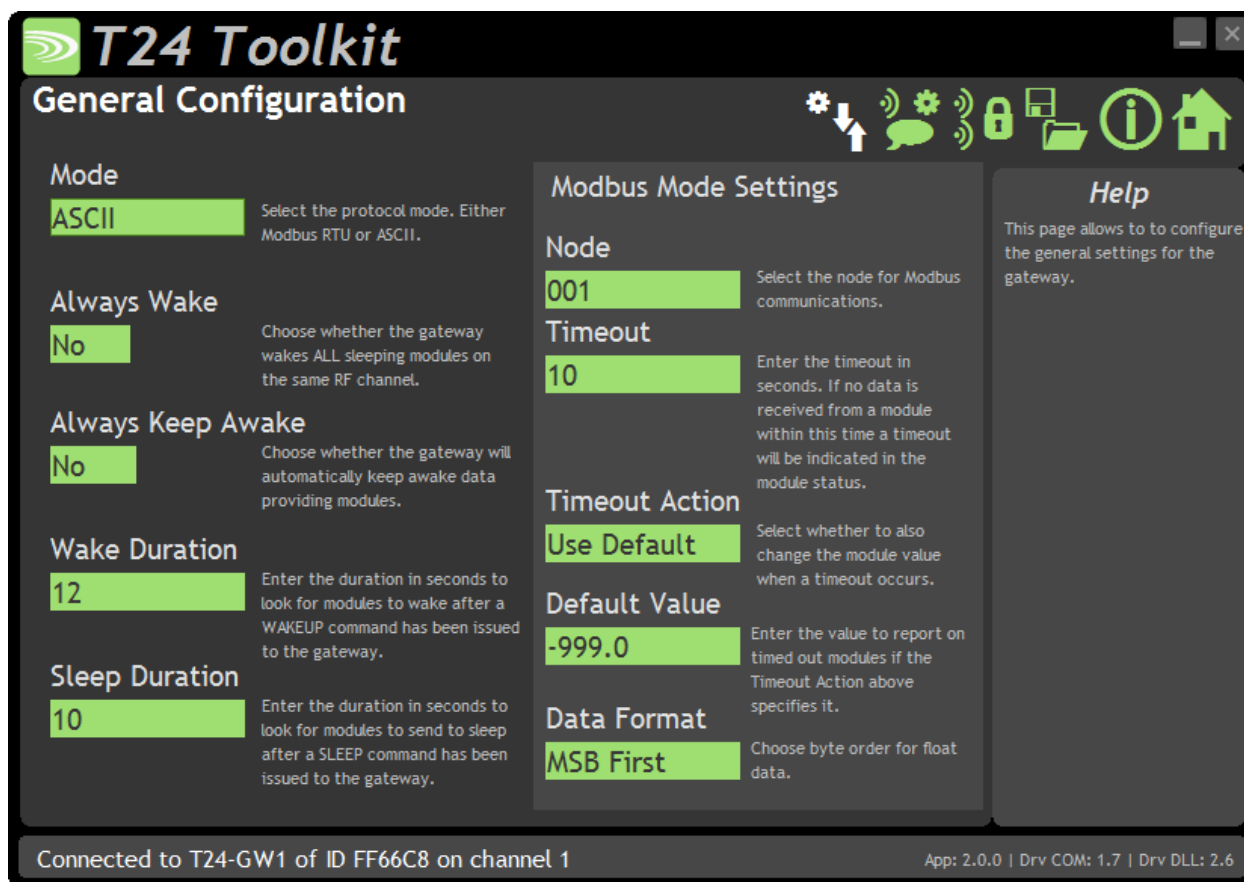 T24 Toolkit
General Configuration
Mode
ASCII
Select the protocol mode. Either
Modbus RTU or ASCII.
Always Wake
No
Choose whether the gateway
wakes ALL sleeping modules on
the same RF channel.
Always Keep Awake
No
Choose whether the gateway will
automatically keep awake data
providing modules.
Wake Duration
12
Enter the duration in seconds to
look for modules to wake after a
WAKEUP command has been issued
to the gateway.
Sleep Duration
10
Enter the duration in seconds to
look for modules to send to sleep
after a SLEEP command has been
issued to the gateway.
Modbus Mode Settings
Node
001
Select the node for Modbus
communications.
Timeout
10
Enter the timeout in
seconds. If no data is
received from a module
within this time a timeout
will be indicated in the
module status.
Timeout Action
Use Default
Select whether to also
change the module value
when a timeout occurs.
Default Value
-999.0
Enter the value to report on
timed out modules if the
Timeout Action above
specifies it.
Data Format
MSB First
Choose byte order for float
data.
Help
This page allows to to configure
the general settings for the
gateway.
Connected to T24-GW1 of ID FF66C8 on channel 1
App: 2.0.0 | Drv COM: 1.7 | Drv DLL: 2.6